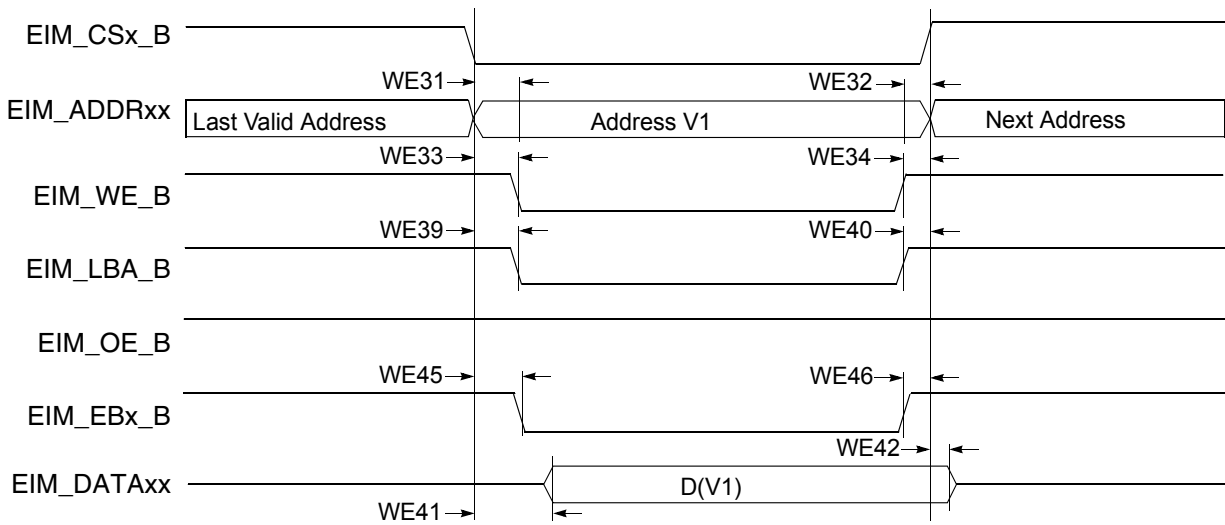 EIM_CSx_B
WE31 WE32
EIM_ADDRxx Last Valid Address Address V1 Next Address
WE33 WE34
EIM_WE_B
WE39 WE40
EIM_LBA_B
EIM_OE_B
WE45 WE46
EIM_EBx_B
WE42
EIM_DATAxx D(V1)
WE41